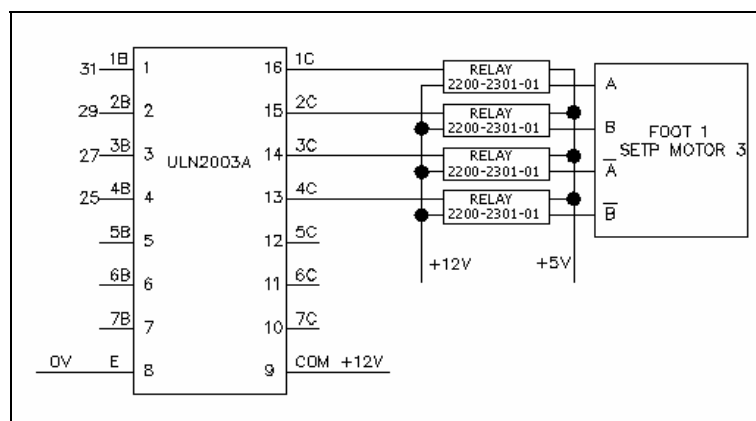 1B 1C
31 1 16
RELAY
2200-2301-01
A
2B 2C
29 2 15
RELAY
2200-2301-01
B
3B 3C
27 3 14
ULN2003A
RELAY
2200-2301-01
A
4B 4C
25 4 13
RELAY
2200-2301-01
B
FOOT 1
SETP MOTOR 3
5B 5 12 5C
+12V +5V
6B 6 11 6C
7B 7 10 7C
0V E 8 9 COM +12V